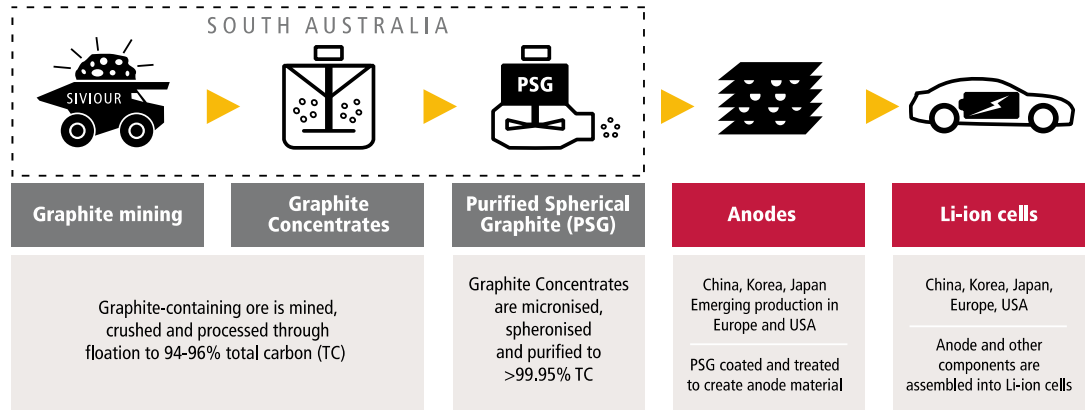 SOUTH AUSTRALIA
SIVIOUR
PSG
Graphite mining
Graphite
Concentrates
Purified Spherical
Graphite (PSG)
Anodes
Li-ion cells
Graphite-containing ore is mined,
crushed and processed through
floation to 94-96% total carbon (TC)
Graphite Concentrates
are micronised,
spheronised
and purified to
>99.95% TC
China, Korea, Japan
Emerging production in
Europe and USA
PSG coated and treated
to create anode material
China, Korea, Japan,
Europe, USA
Anode and other
components are
assembled into Li-ion cells